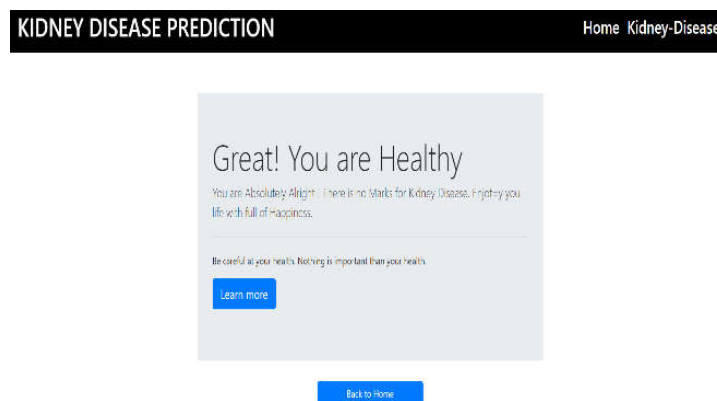 KIDNEY DISEASE PREDICTION
Home Kidney-Disease
Great! You are Healthy
You are Absolutely Alright . There is no Marks for Kidney Disease. Enjot=y you
life with full of Happiness.
Be careful at your health. Nothing is important than your health.
Learn more
Back to Home